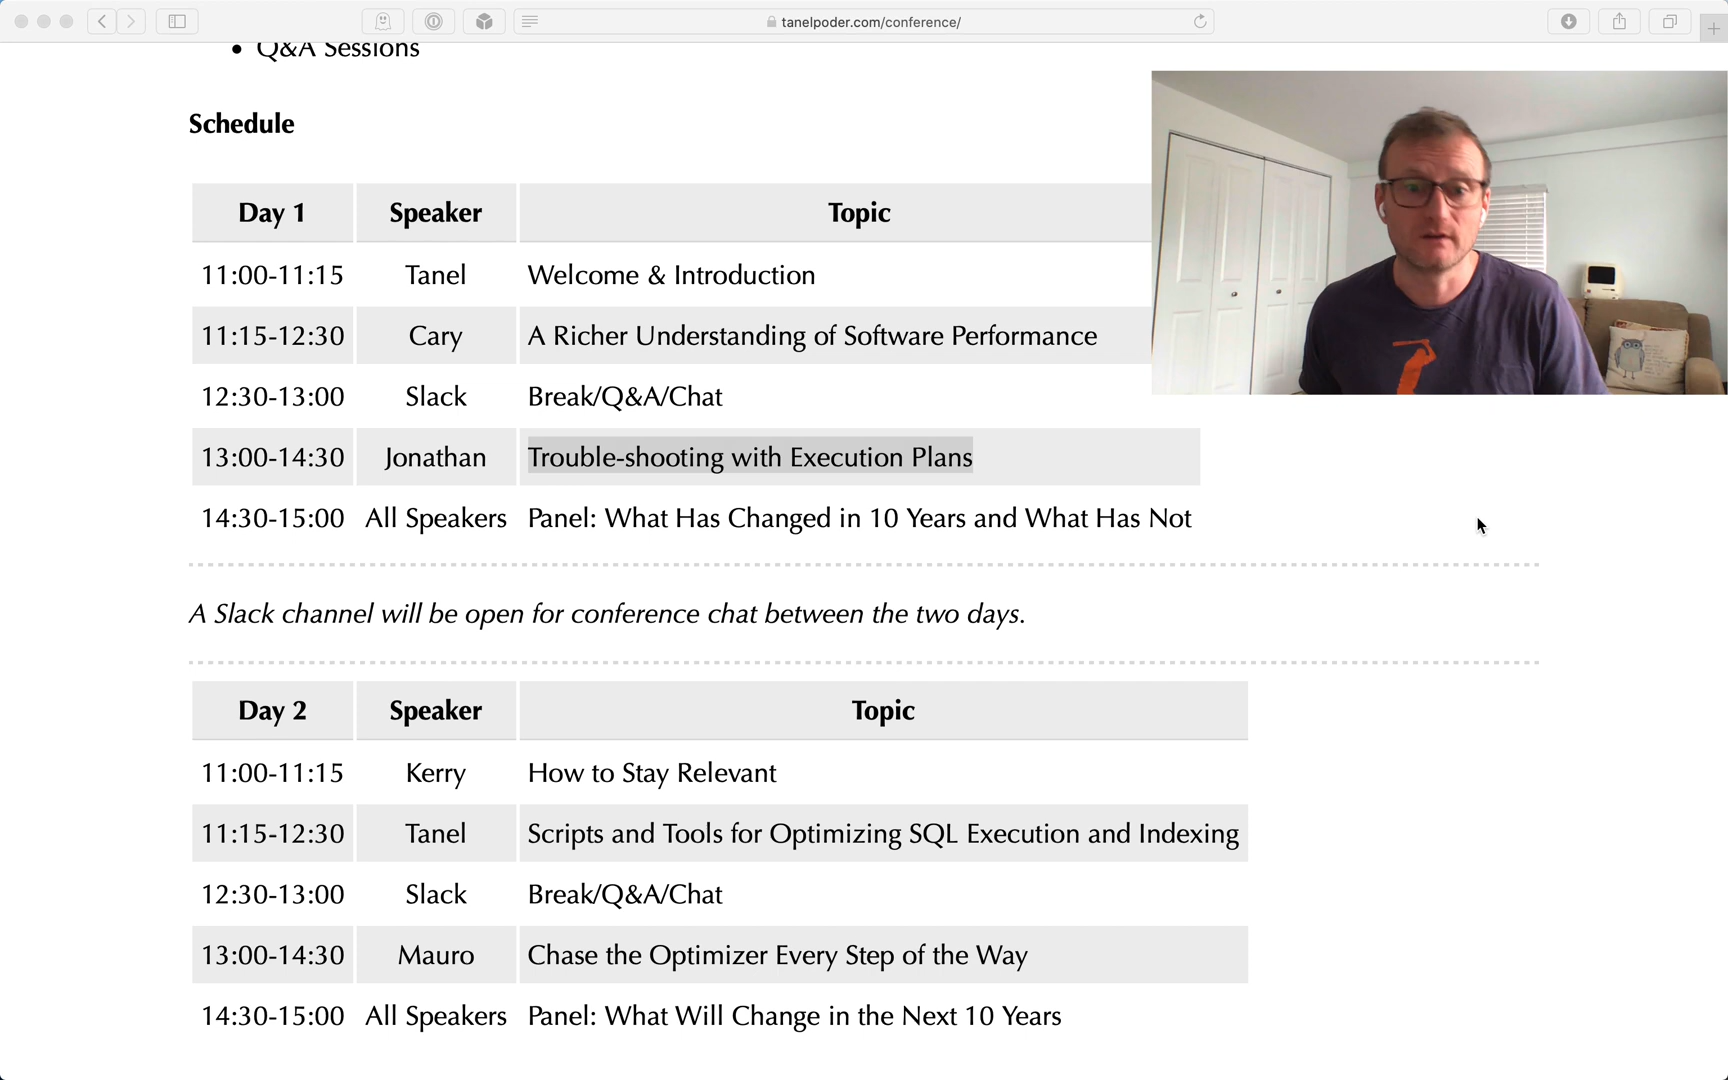 tanelpoder.com/conference/
• Q&A Sessions
Schedule
Day 1 Speaker Topic
11:00-11:15 Tanel Welcome & Introduction
11:15-12:30 Cary A Richer Understanding of Software Performance
12:30-13:00 Slack Break/Q&A/Chat
13:00-14:30 Jonathan Trouble-shooting with Execution Plans
14:30-15:00 All Speakers Panel: What Has Changed in 10 Years and What Has Not
A Slack channel will be open for conference chat between the two days.
Day 2 Speaker Topic
11:00-11:15 Kerry How to Stay Relevant
11:15-12:30 Tanel Scripts and Tools for Optimizing SQL Execution and Indexing
12:30-13:00 Slack Break/Q&A/Chat
13:00-14:30 Mauro Chase the Optimizer Every Step of the Way
14:30-15:00 All Speakers Panel: What Will Change in the Next 10 Years